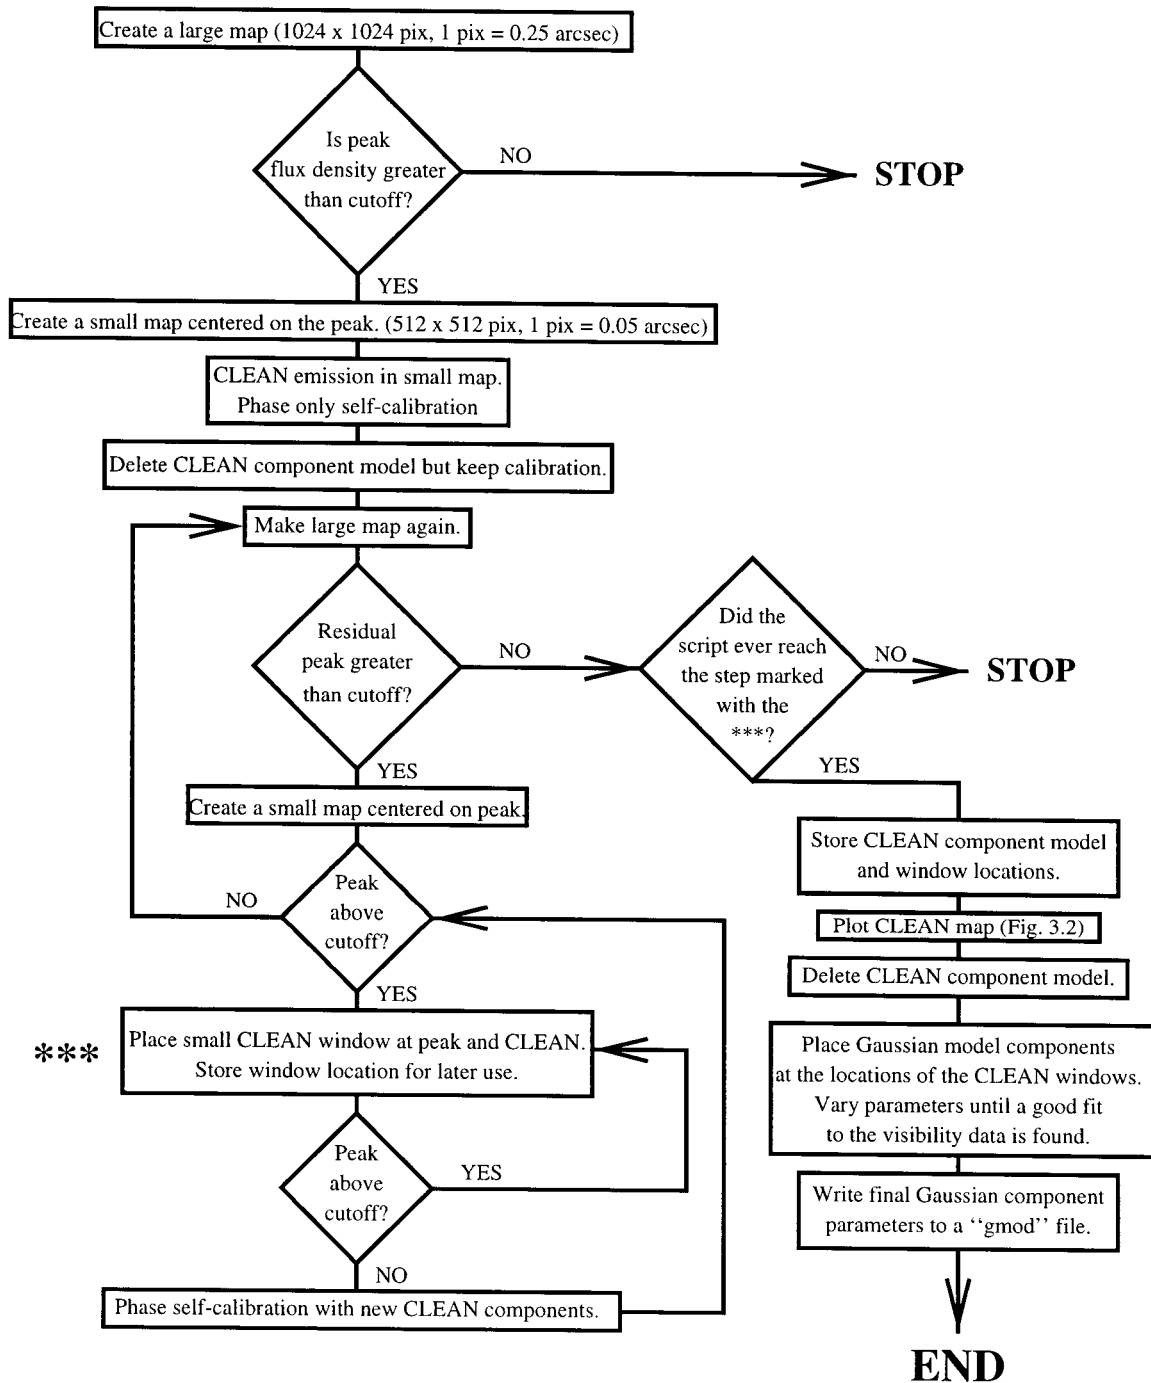 Create a large map (1024 x 1024 pix, 1 pix = 0.25 arcsec)
Is peak
flux density greater
than cutoff?
NO
STOP
YES
Create a small map centered on the peak. (512 x 512 pix, 1 pix = 0.05 arcsec)
CLEAN emission in small map.
Phase only self-calibration
Delete CLEAN component model but keep calibration.
Make large map again.
Residual
peak greater
than cutoff?
NO
Did the
script ever reach
the step marked
with the
***?
NO
STOP
YES
YES
Create a small map centered on peak.
Peak
above
cutoff?
NO
YES
***
Place small CLEAN window at peak and CLEAN.
Store window location for later use.
Peak
above
cutoff?
YES
NO
Phase self-calibration with new CLEAN components.
Store CLEAN component model
and window locations.
Plot CLEAN map (Fig. 3.2)
Delete CLEAN component model.
Place Gaussian model components
at the locations of the CLEAN windows.
Vary parameters until a good fit
to the visibility data is found.
Write final Gaussian component
parameters to a ‘‘gmod’’ file.
END